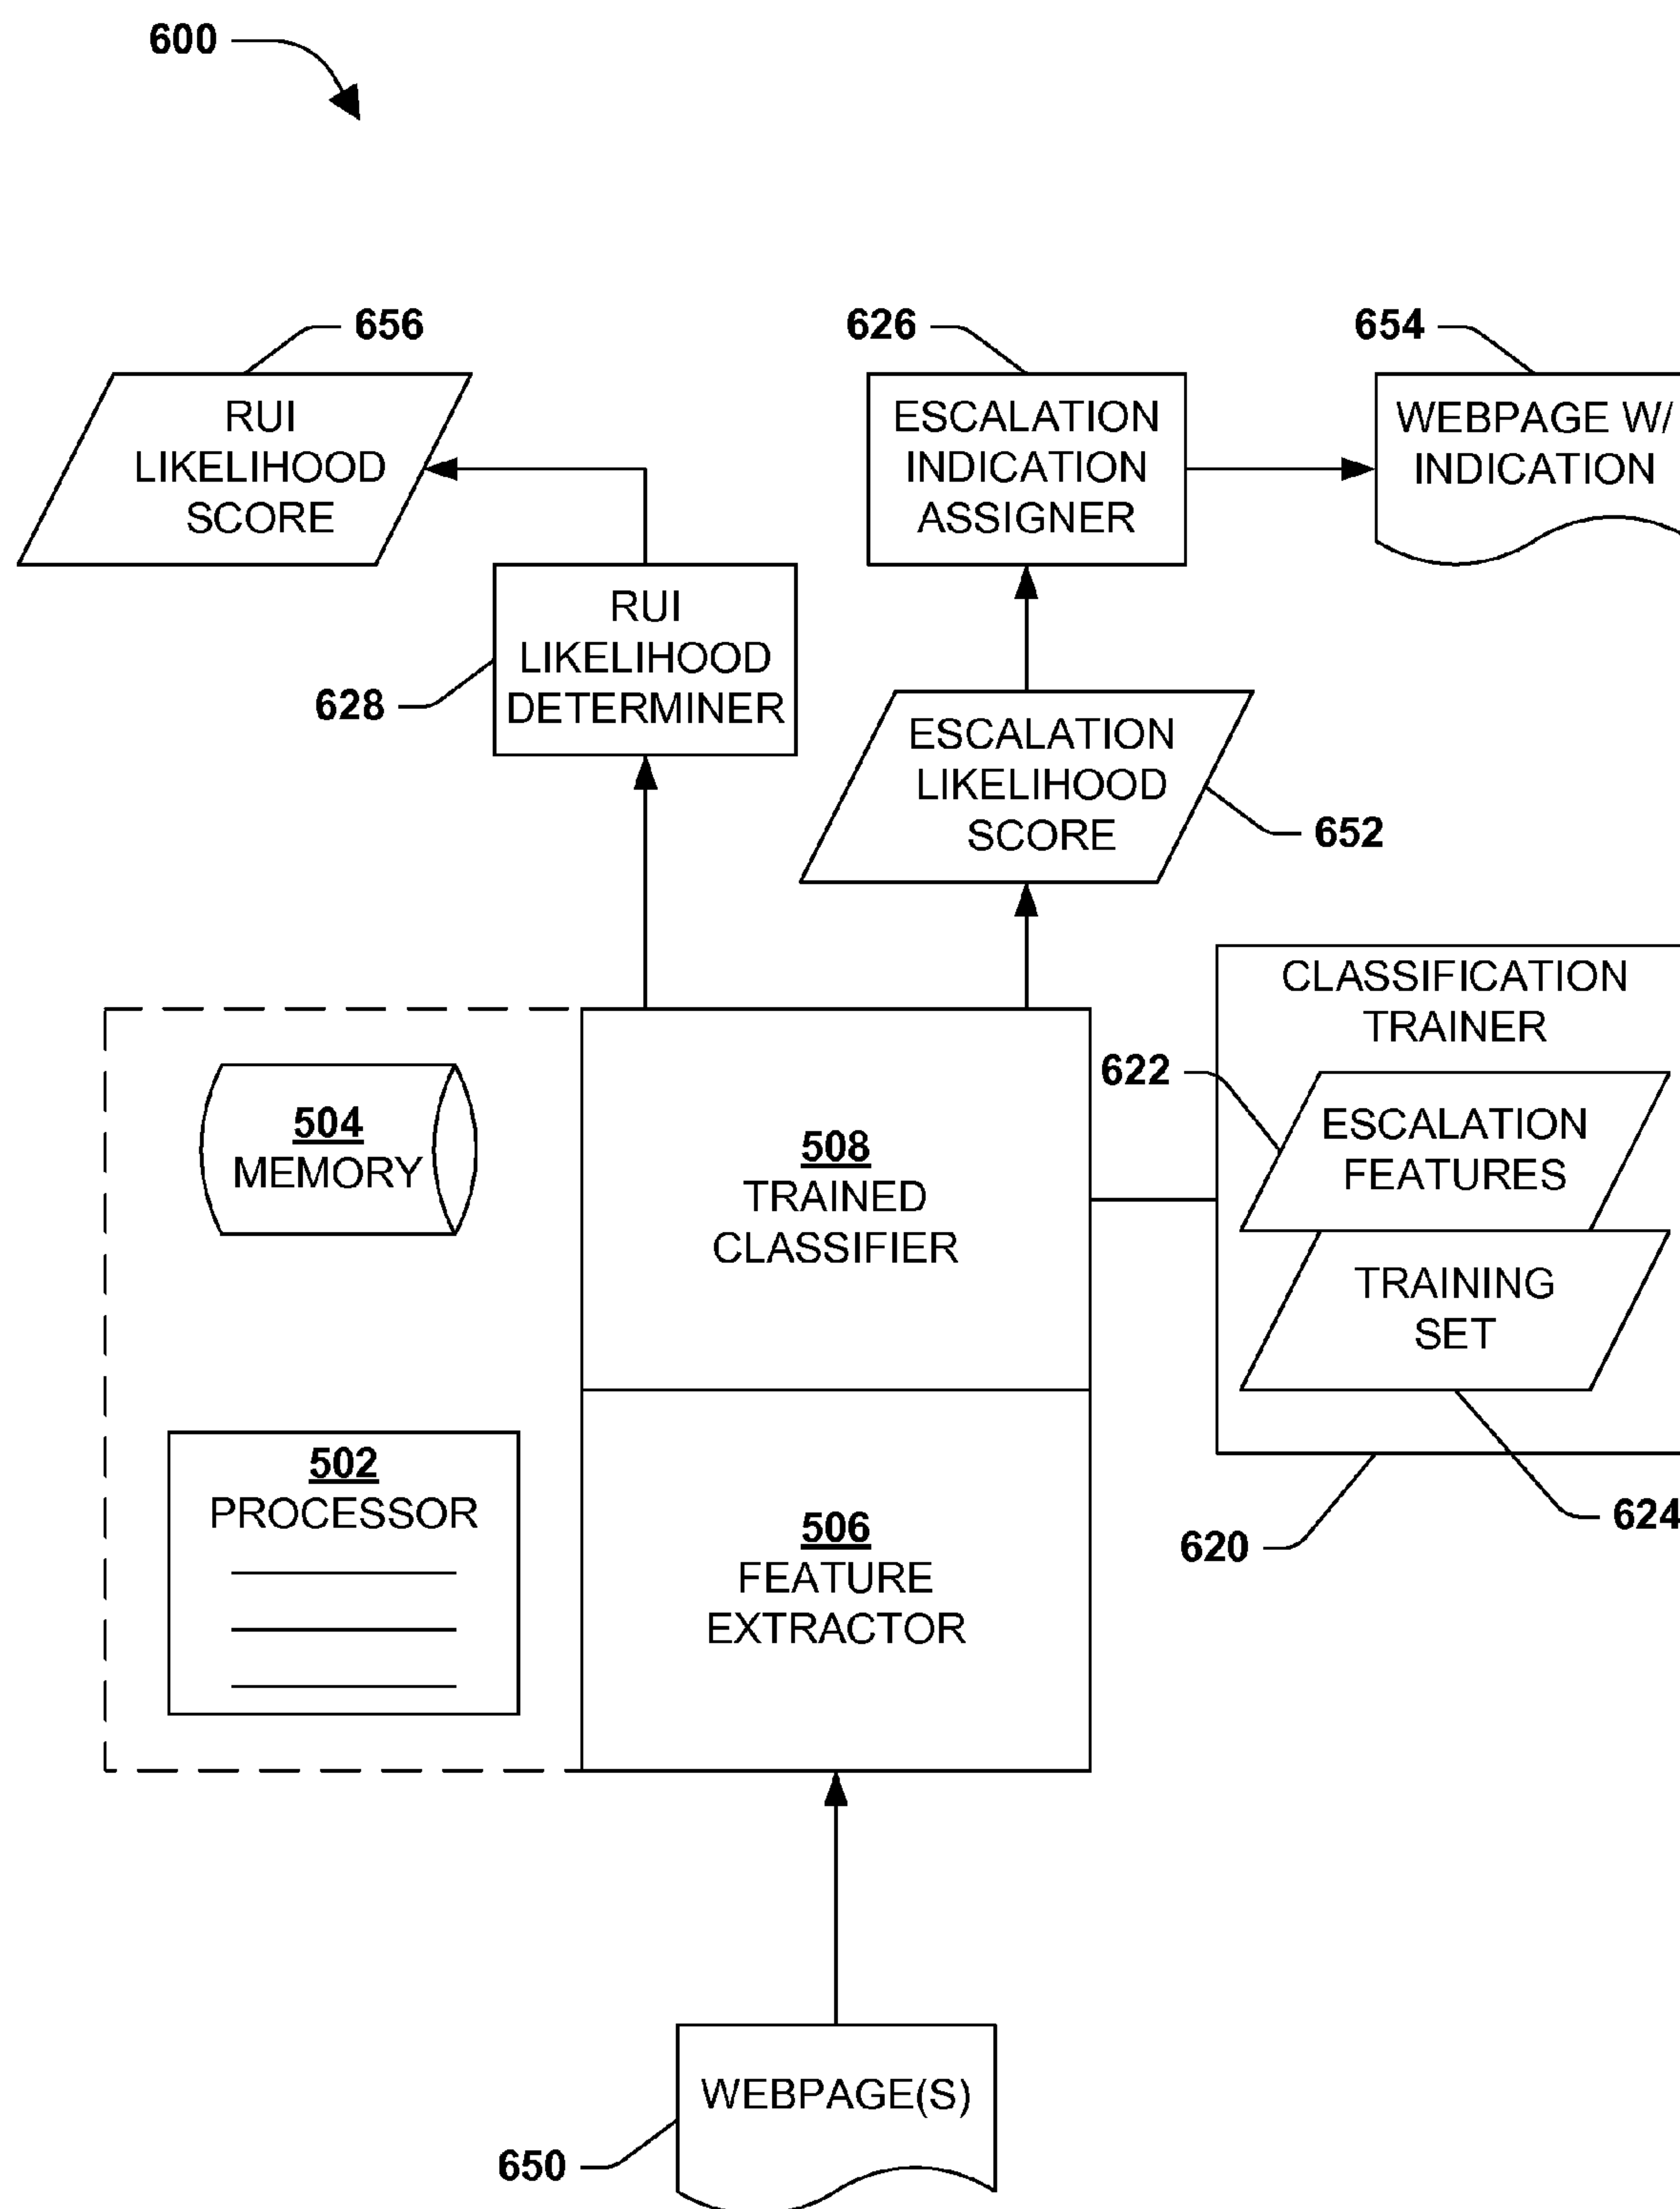 600
656
626
654
RUI
LIKELIHOOD
SCORE
ESCALATION
INDICATION
ASSIGNER
WEBPAGE W/
INDICATION
RUI
LIKELIHOOD
DETERMINER
628
ESCALATION
LIKELIHOOD
SCORE
652
CLASSIFICATION
TRAINER
622
ESCALATION
FEATURES
TRAINING
SET
624
620
504
MEMORY
508
TRAINED
CLASSIFIER
502
PROCESSOR
506
FEATURE
EXTRACTOR
WEBPAGE(S)
650